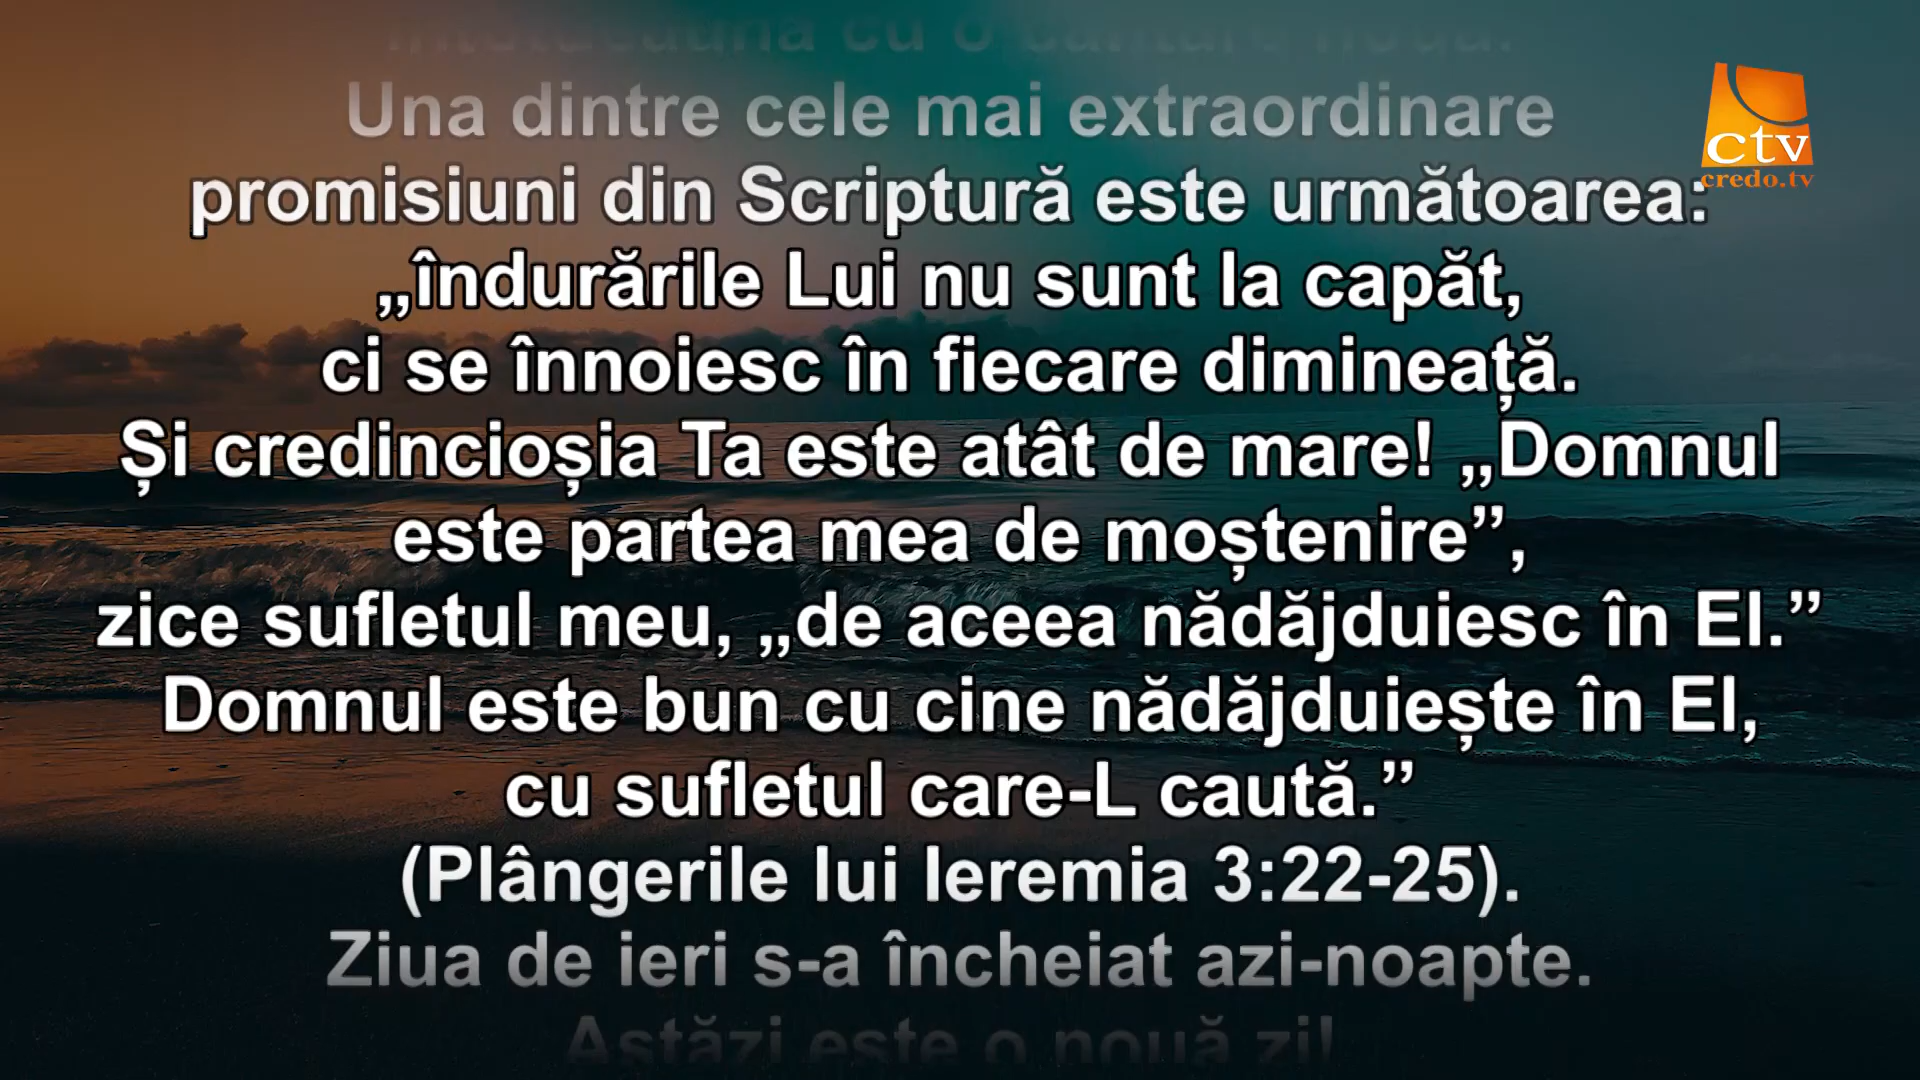 cu o
Una dintre cele mai extraordinare
promisiuni din Scriptură este următoarea:
„îndurările Lui nu sunt la capăt,
ci se înnoiesc în fiecare dimineață.
Și credincioșia Ta este atât de mare! „Domnul
este partea mea de moștenire”,
zice sufletul meu, „de aceea nădăjduiesc în El.”
Domnul este bun cu cine nădăjduiește în El,
cu sufletul care-L caută.”
(Plângerile lui Ieremia 3:22-25).
Ziua de ieri s-a încheiat azi-noapte.
Astăzi este o nouă zi!
ctv
credo.tv